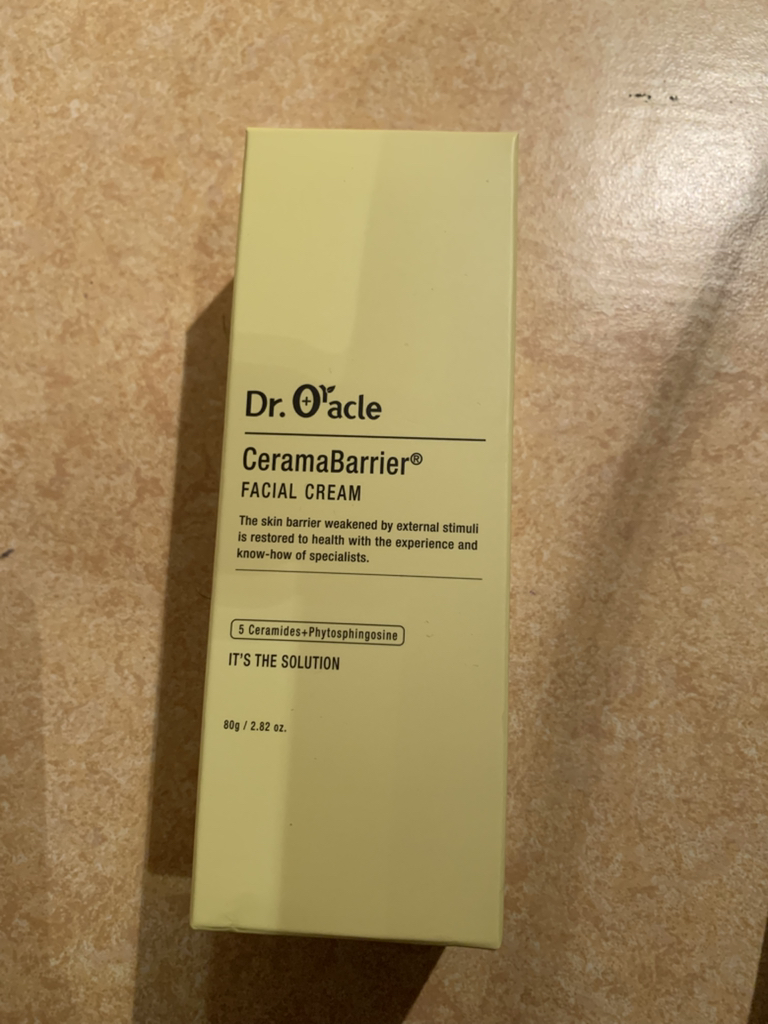 Dr. Oracle
CeramaBarrier®
FACIAL CREAM
The skin barrier weakened by external stimuli
is restored to health with the experience and
know-how of specialists.
5 Ceramides+Phytosphingosine
IT'S THE SOLUTION
80g / 2.82 oz.